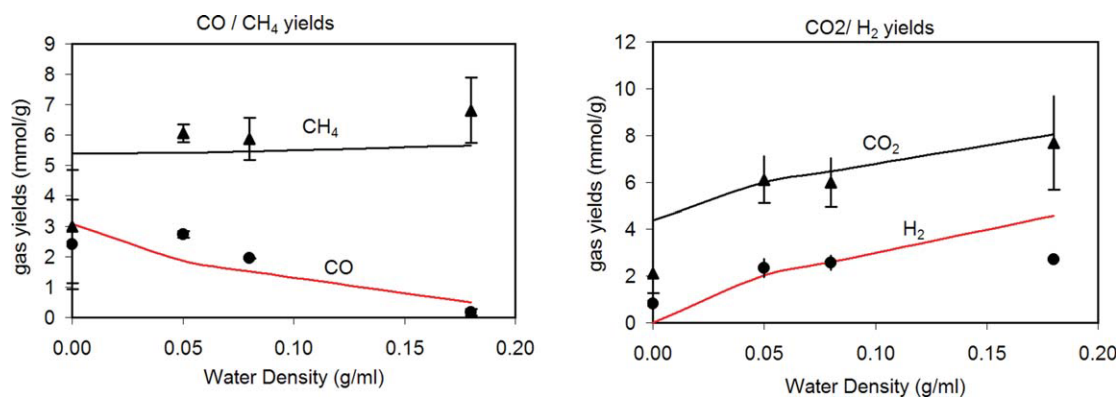 CO / CH₄ yields
gas yields (mmol/g)
9
8
7
6
5
4
3
2
1
0
CH₄
CO
0.00 0.05 0.10 0.15 0.20
Water Density (g/ml)
CO2/ H₂ yields
gas yields (mmol/g)
12
10
8
6
4
2
0
CO₂
H₂
0.00 0.05 0.10 0.15 0.20
Water Density (g/ml)